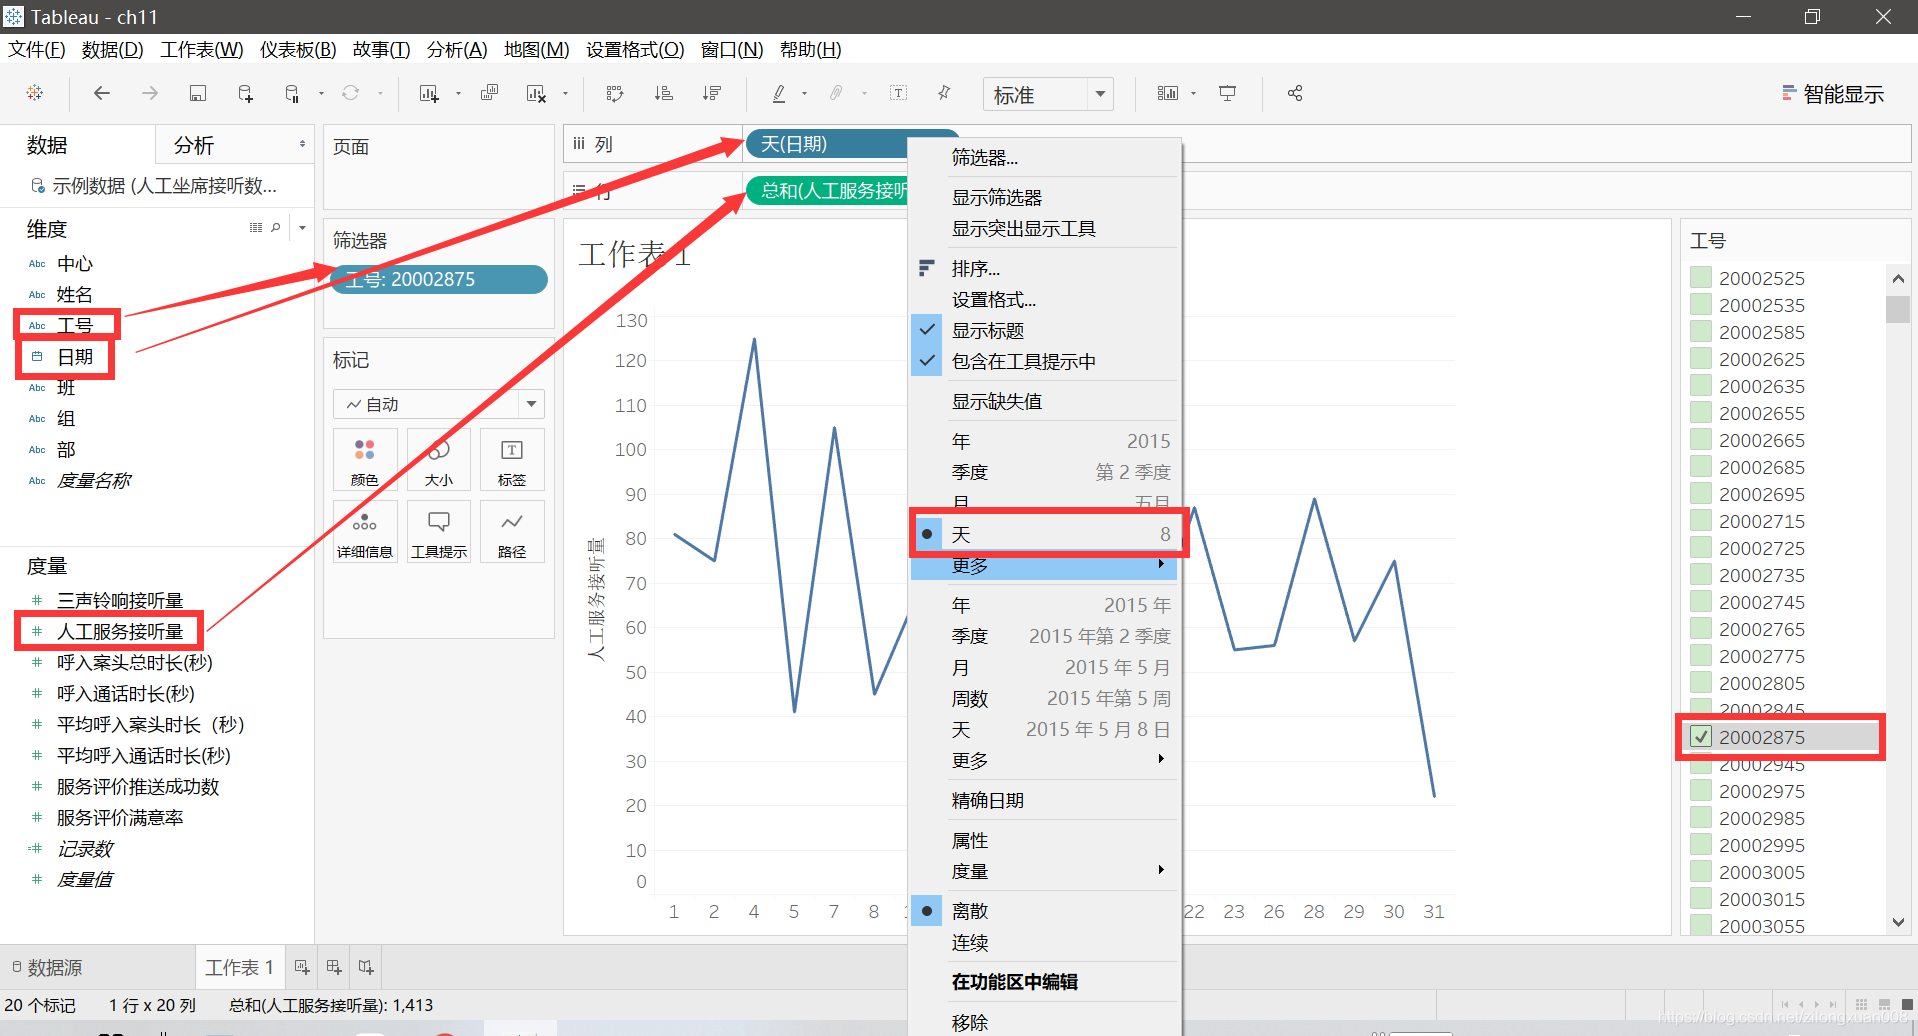 Tableau - ch11
文件(F) 数据(D) 工作表(W) 仪表板(B) 故事(T) 分析(A) 地图(M) 设置格式(O) 窗口(N) 帮助(H)
标准
智能显示
数据
分析
示例数据 (人工坐席接听数...
维度
Abc 中心
Abc 姓名
Abc 工号
日期
Abc 班
Abc 组
Abc 部
Abc 度量名称
度量
# 三声铃响接听量
# 人工服务接听量
# 呼入案头总时长(秒)
# 呼入通话时长(秒)
# 平均呼入案头时长（秒）
# 平均呼入通话时长(秒)
# 服务评价推送成功数
# 服务评价满意率
=# 记录数
# 度量值
页面
筛选器
工号: 20002875
标记
自动
颜色
大小
标签
详细信息
工具提示
路径
列
天(日期)
行
总和(人工服务接听
工作表 1
人工服务接听量
130
120
110
100
90
80
70
60
50
40
30
20
10
0
1 2 4 5 7 8 1 22 23 26 28 29 30 31
筛选器...
显示筛选器
显示突出显示工具
排序...
设置格式...
显示标题
包含在工具提示中
显示缺失值
年 2015
季度 第 2 季度
月 五月
天 8
更多
年 2015 年
季度 2015 年第 2 季度
月 2015 年 5 月
周数 2015 年第 5 周
天 2015 年 5 月 8 日
更多
精确日期
属性
度量
离散
连续
在功能区中编辑
移除
工号
20002525
20002535
20002585
20002625
20002635
20002655
20002665
20002685
20002695
20002715
20002725
20002735
20002745
20002765
20002775
20002805
20002845
20002875
20002945
20002975
20002985
20002995
20003005
20003015
20003055
数据源
工作表 1
20 个标记 1 行 x 20 列 总和(人工服务接听量): 1,413
https://blog.csdn.net/zilongxuan008